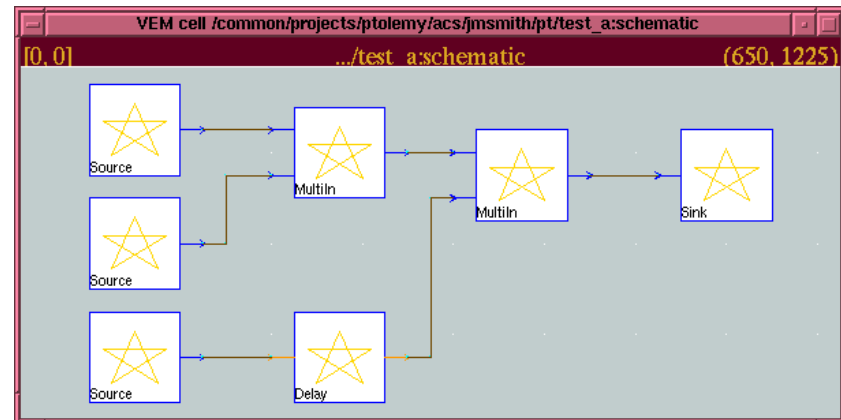 VEM cell /common/projects/ptolemy/acs/jmsmith/pt/test_a:schematic
[0, 0] .../test_a:schematic (650, 1225)
Source
MultiIn
MultiIn
Sink
Source
Source
Delay